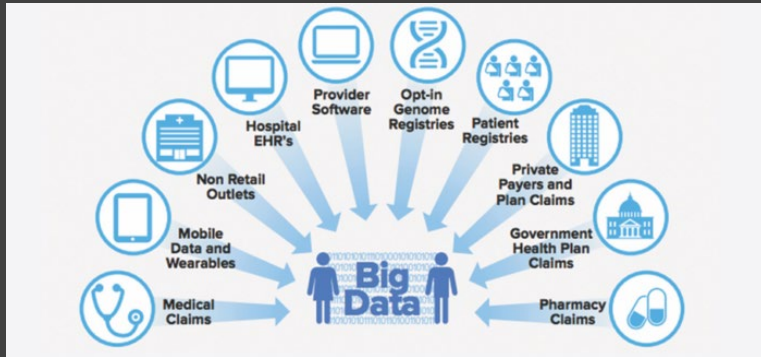 Provider
Software
Opt-in
Genome
Registries
Hospital
EHR's
Patient
Registries
Non Retail
Outlets
Private
Payers and
Plan Claims
Mobile
Data and
Wearables
Government
Health Plan
Claims
Medical
Claims
Big
Data
Pharmacy
Claims